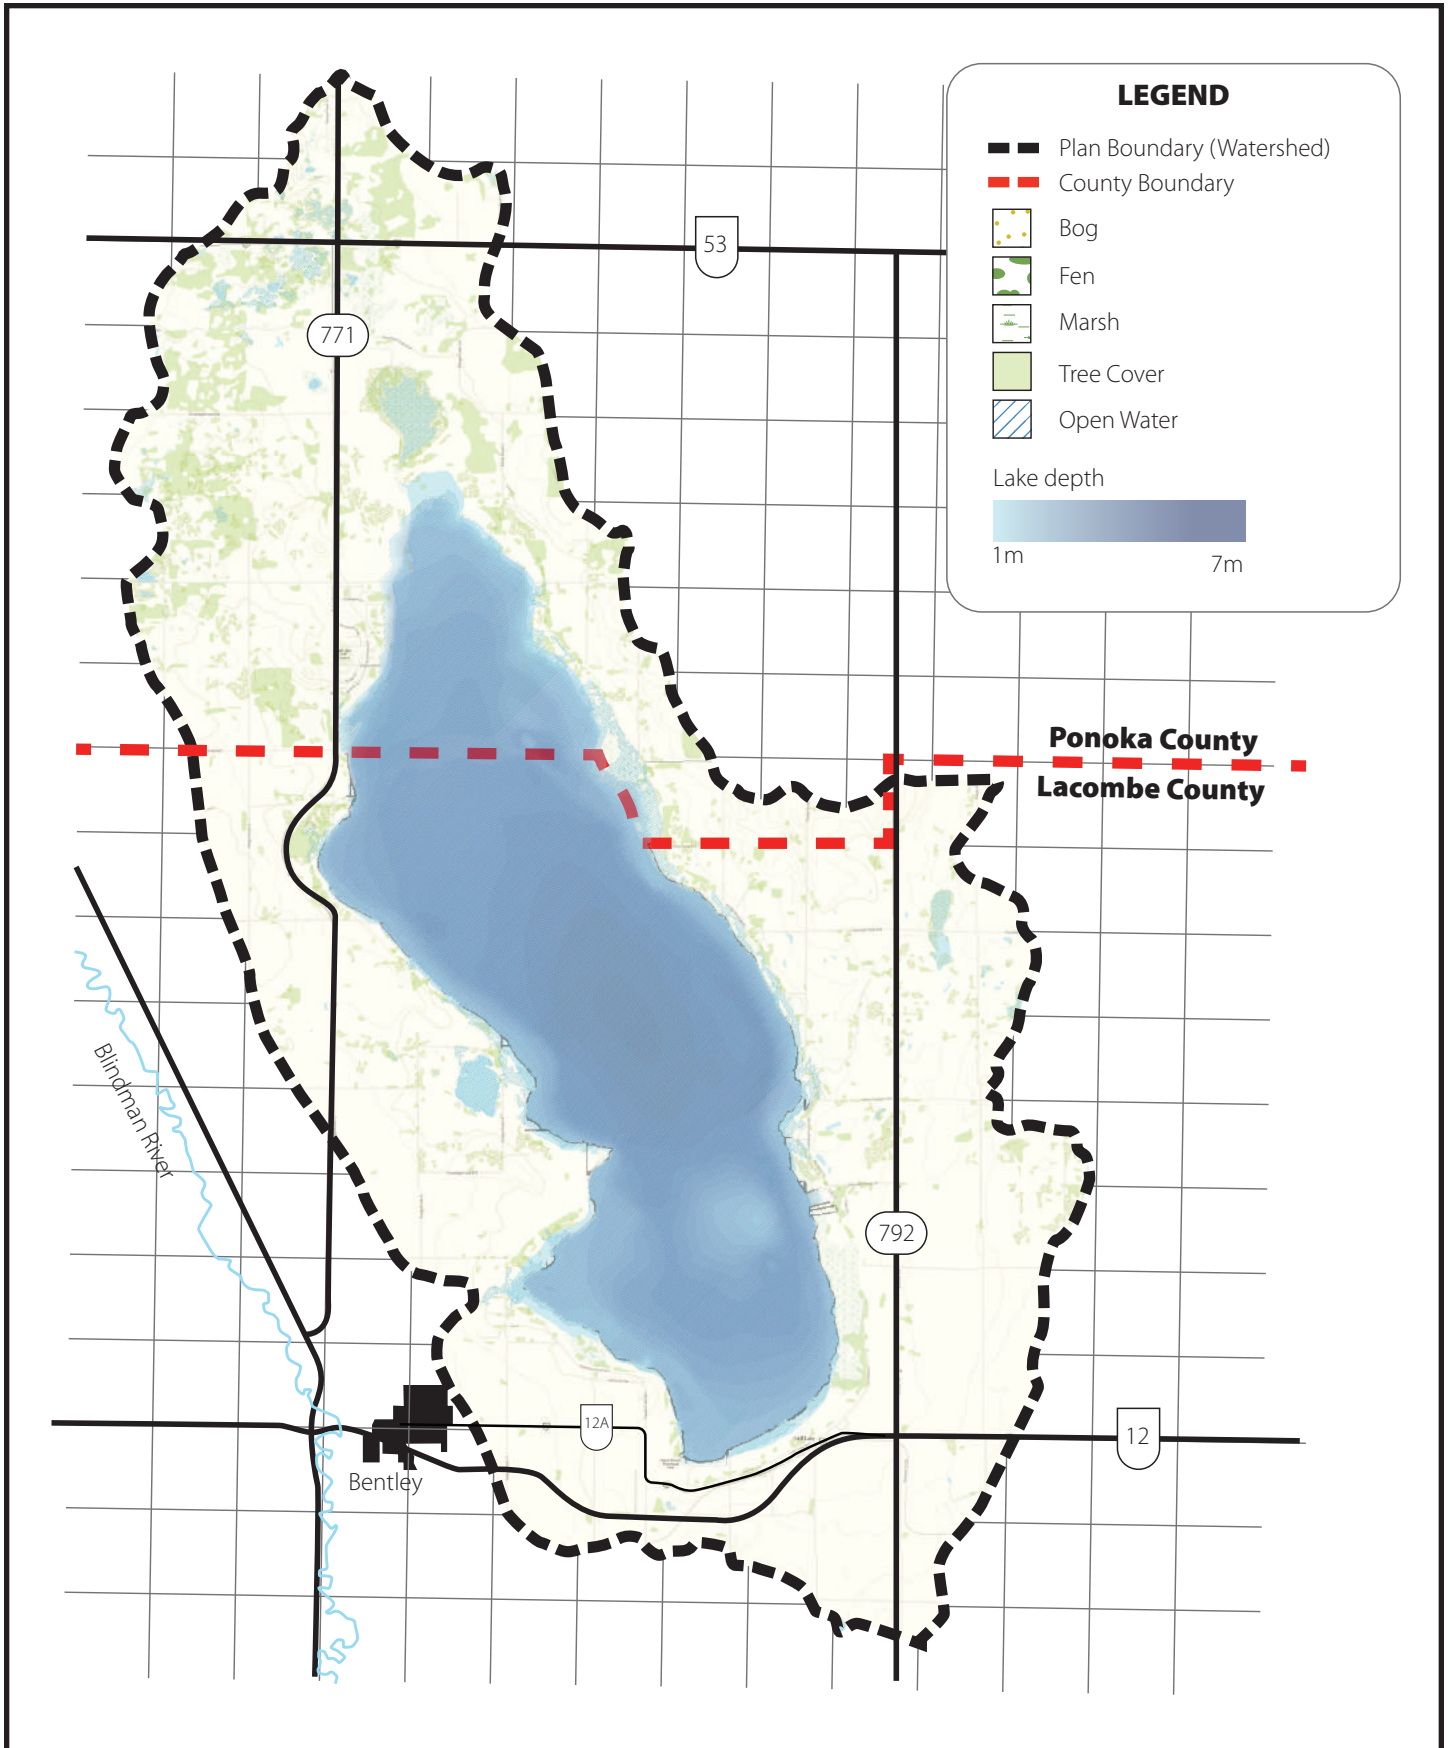 LEGEND
Plan Boundary (Watershed)
County Boundary
Bog
Fen
Marsh
Tree Cover
Open Water
Lake depth
1m
7m
53
771
Ponoka County
Lacombe County
Blindman River
792
12A
12
Bentley